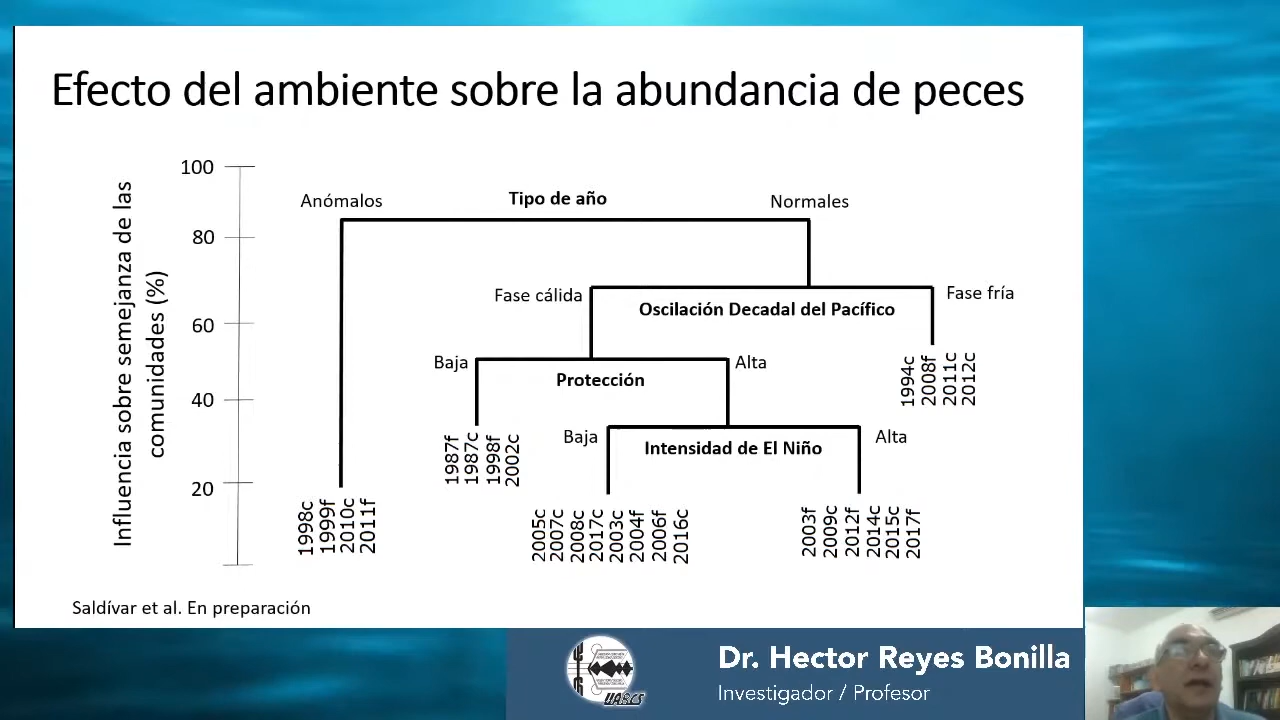 Efecto del ambiente sobre la abundancia de peces
Influencia sobre semejanza de las
comunidades (%)
100
80
60
40
20
Anómalos
Tipo de año
Normales
Fase cálida
Oscilación Decadal del Pacífico
Fase fría
Baja
Protección
Alta
Baja
Intensidad de El Niño
Alta
1998c
1999f
2010c
2011f
1987f
1987c
1998f
2002c
2005c
2007c
2008c
2017c
2003c
2004f
2006f
2016c
2003f
2009c
2012f
2014c
2015c
2017f
1994c
2008f
2011c
2012c
Saldívar et al. En preparación
UABCS
Dr. Hector Reyes Bonilla
Investigador / Profesor